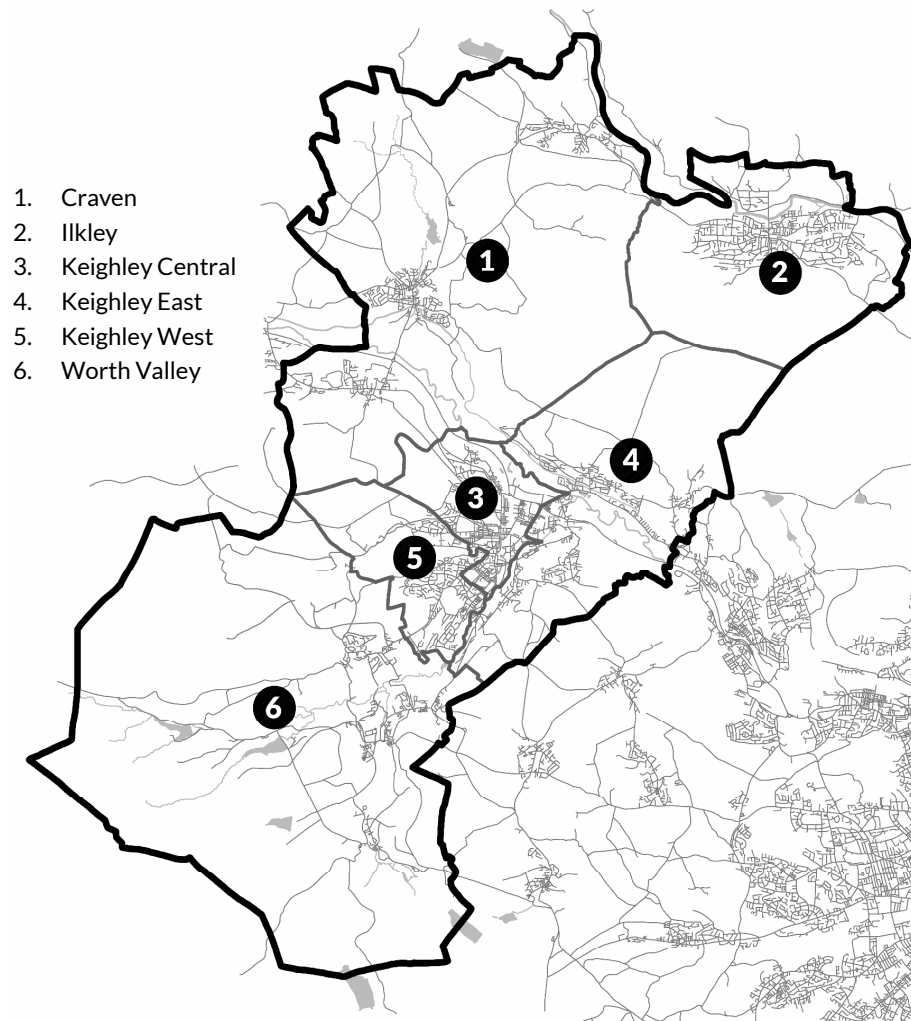 1. Craven
2. Ilkley
3. Keighley Central
4. Keighley East
5. Keighley West
6. Worth Valley
1
2
4
3
5
6